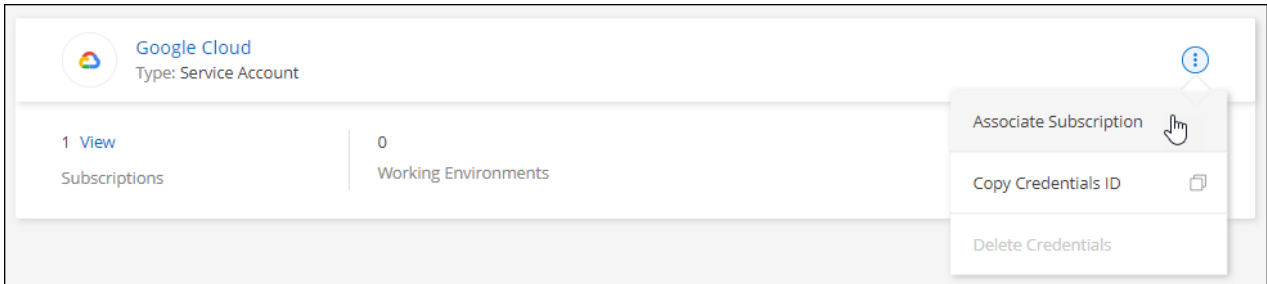 Google Cloud
Type: Service Account
Associate Subscription
1 View
0
Subscriptions
Working Environments
Copy Credentials ID
Delete Credentials